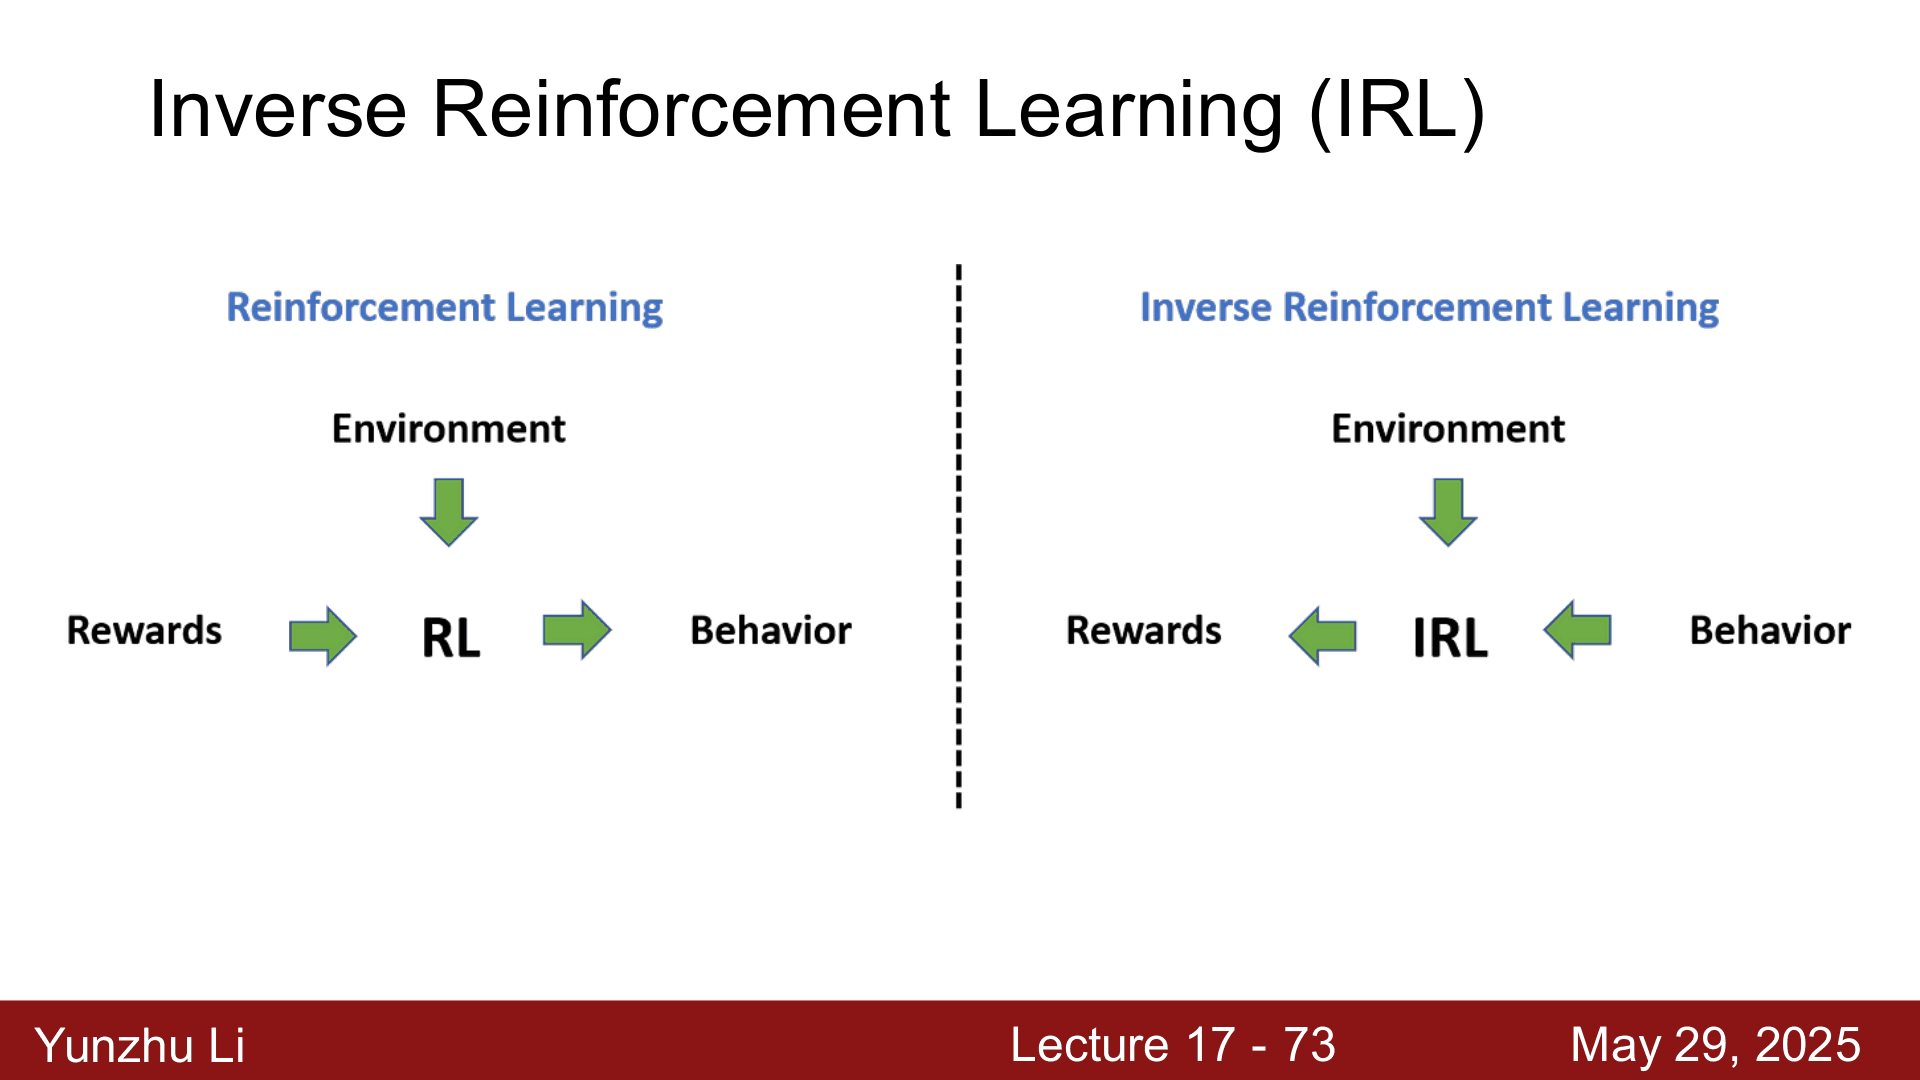 Inverse Reinforcement Learning (IRL)
Reinforcement Learning
Environment
Rewards
RL
Behavior
Inverse Reinforcement Learning
Environment
Rewards
IRL
Behavior
Yunzhu Li
Lecture 17 - 73
May 29, 2025